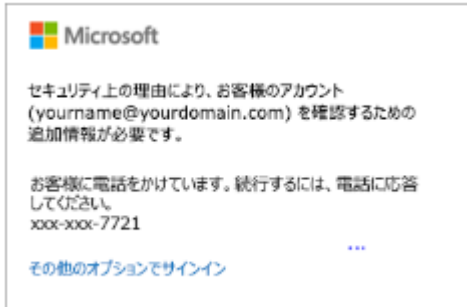 Microsoft
セキュリティ上の理由により、お客様のアカウント
(yourname@yourdomain.com) を確認するための
追加情報が必要です。
お客様に電話をかけています。続行するには、電話に応答
してください。
xxx-xxx-7721
...
その他のオプションでサインイン